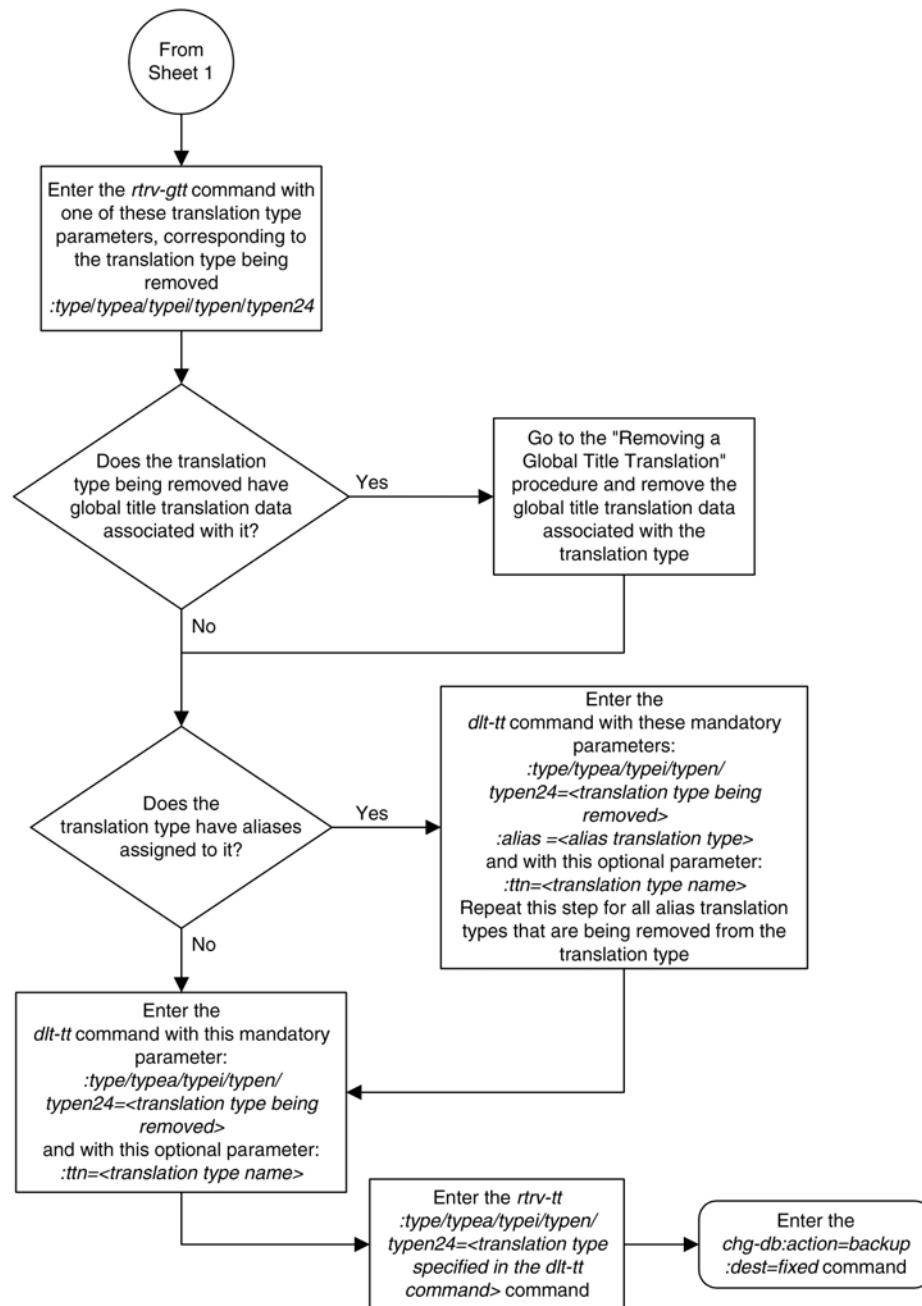 From
Sheet 1
Enter the rtrv-gtt command with
one of these translation type
parameters, corresponding to
the translation type being
removed
:type/typea/typei/typen/typen24
Does the translation
type being removed have
global title translation data
associated with it?
Yes
Go to the "Removing a
Global Title Translation"
procedure and remove the
global title translation data
associated with the
translation type
No
Does the
translation type have aliases
assigned to it?
Yes
Enter the
dlt-tt command with these mandatory
parameters:
:type/typea/typei/typen/
typen24=<translation type being
removed>
:alias =<alias translation type>
and with this optional parameter:
:ttn=<translation type name>
Repeat this step for all alias translation
types that are being removed from the
translation type
No
Enter the
dlt-tt command with this mandatory
parameter:
:type/typea/typei/typen/
typen24=<translation type being
removed>
and with this optional parameter:
:ttn=<translation type name>
Enter the rtrv-tt
:type/typea/typei/typen/
typen24=<translation type
specified in the dlt-tt
command> command
Enter the
chg-db:action=backup
:dest=fixed command